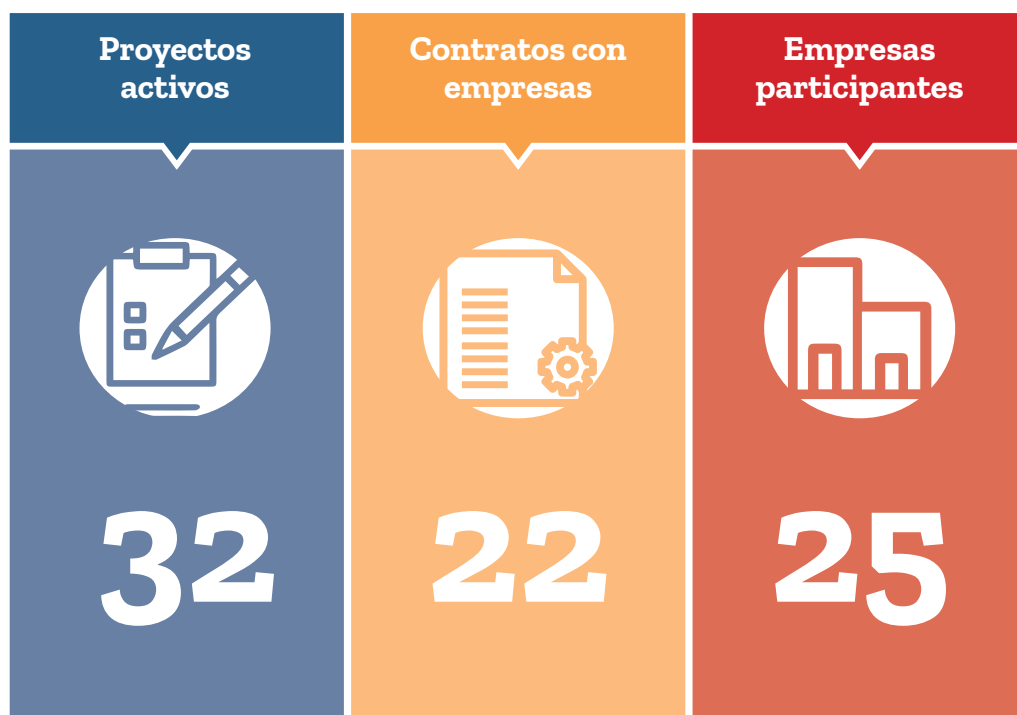 Proyectos
activos
Contratos con
empresas
Empresas
participantes
32
22
25